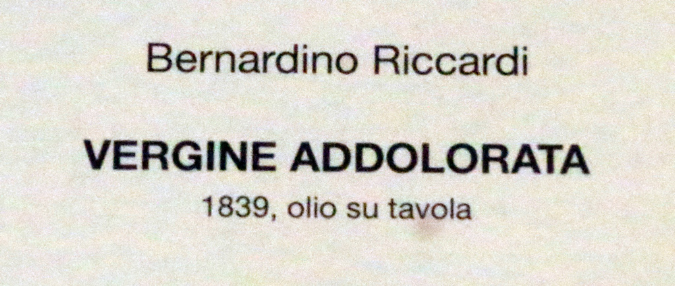 Bernardino Riccardi
VERGINE ADDOLORATA
1839, olio su tavola